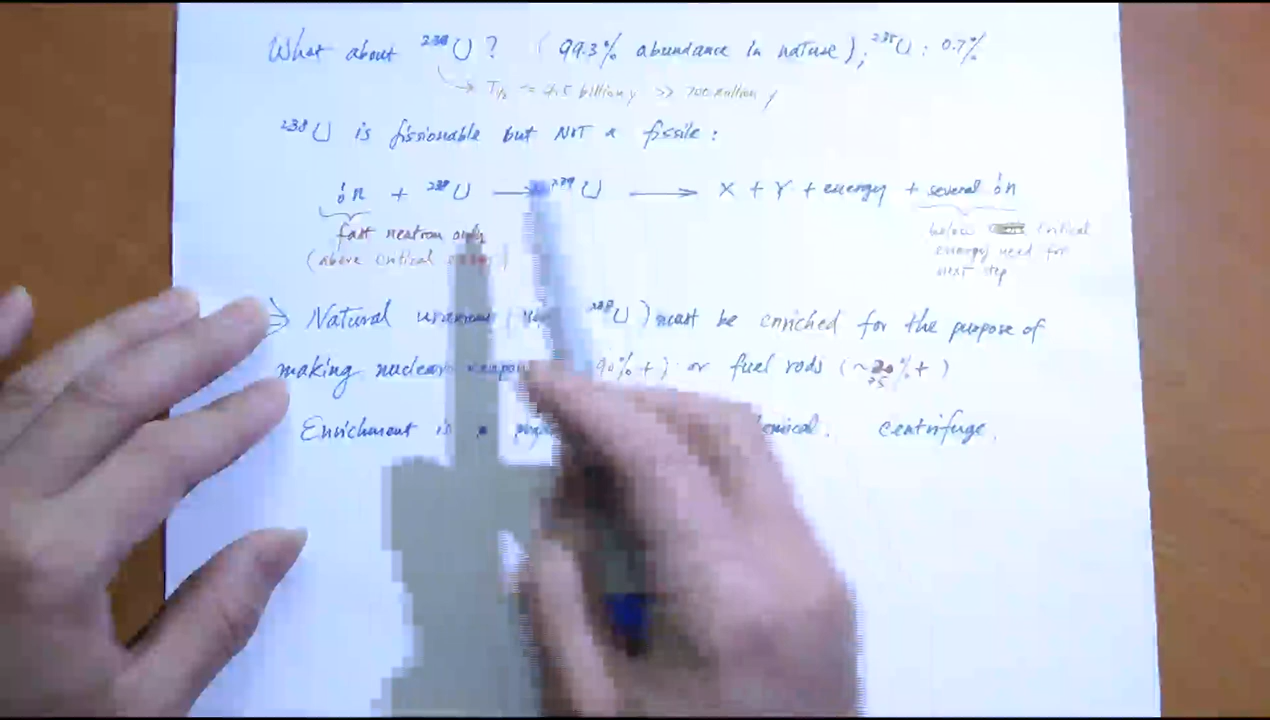 What about ²³⁸U ? ( 99.3% abundance in nature ); ²³⁵U : 0.7%
→ T₁/₂ = 4.5 billion y >> 700 million y
²³⁸U is fissionable but NOT a fissile :
¹₀n + ²³⁸U ⟶ ²³⁹U ⟶ X + Y + energy + several ¹₀n
fast neutron only
(above critical
below critical
energy need for
next step
⇒ Natural uranium ( ²³⁸U ) must be enriched for the purpose of
making nuclear 90%+ ) or fuel rods ( ~20%+ )
Enrichment is a centrifuge.